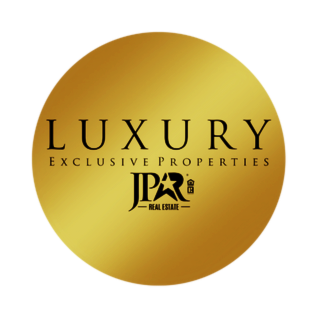 LUXURY
EXCLUSIVE PROPERTIES
JPAR®
REAL ESTATE